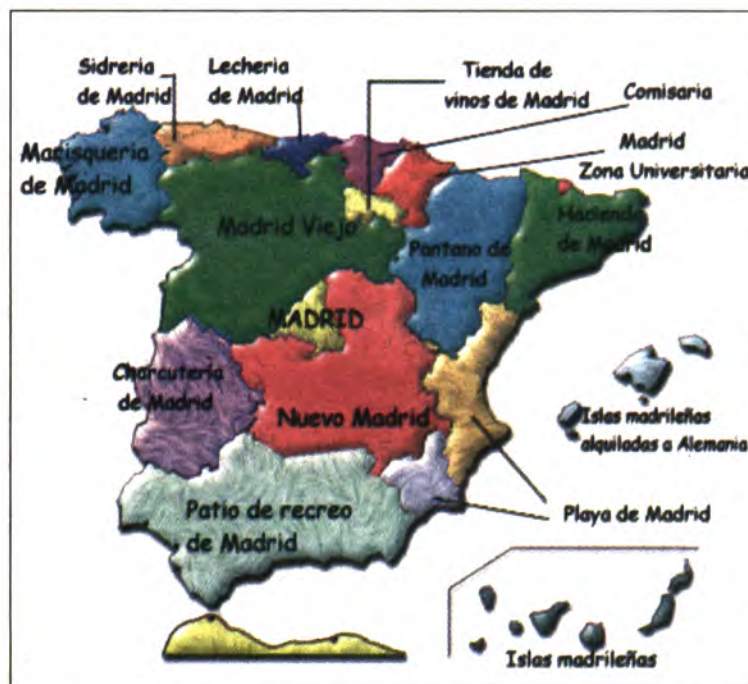 Sidreria
de Madrid
Lecheria
de Madrid
Tienda de
vinos de Madrid
Comisaria
Madrid
Zona Universitaria
Marisqueria
de Madrid
Madrid Viejo
Pantano de
Madrid
Hacienda
de Madrid
MADRID
Charcutería
de Madrid
Nuevo Madrid
Islas madrileñas
alquiladas a Alemania
Patio de recreo
de Madrid
Playa de Madrid
Islas madrileñas